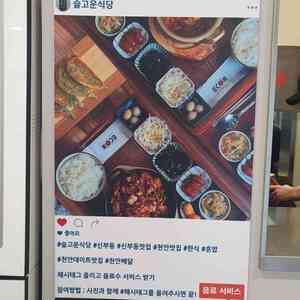 슬고운식당
좋아요
#슬고운식당 #신부동 #신부동맛집 #천안맛집 #한식 #혼밥
#천안데이트맛집 #천안배달
해시태그 올리고 음료수 서비스 받기
참여방법 : 사진과 함께 #해시태그를 올려주시면 끝!
음료 서비스